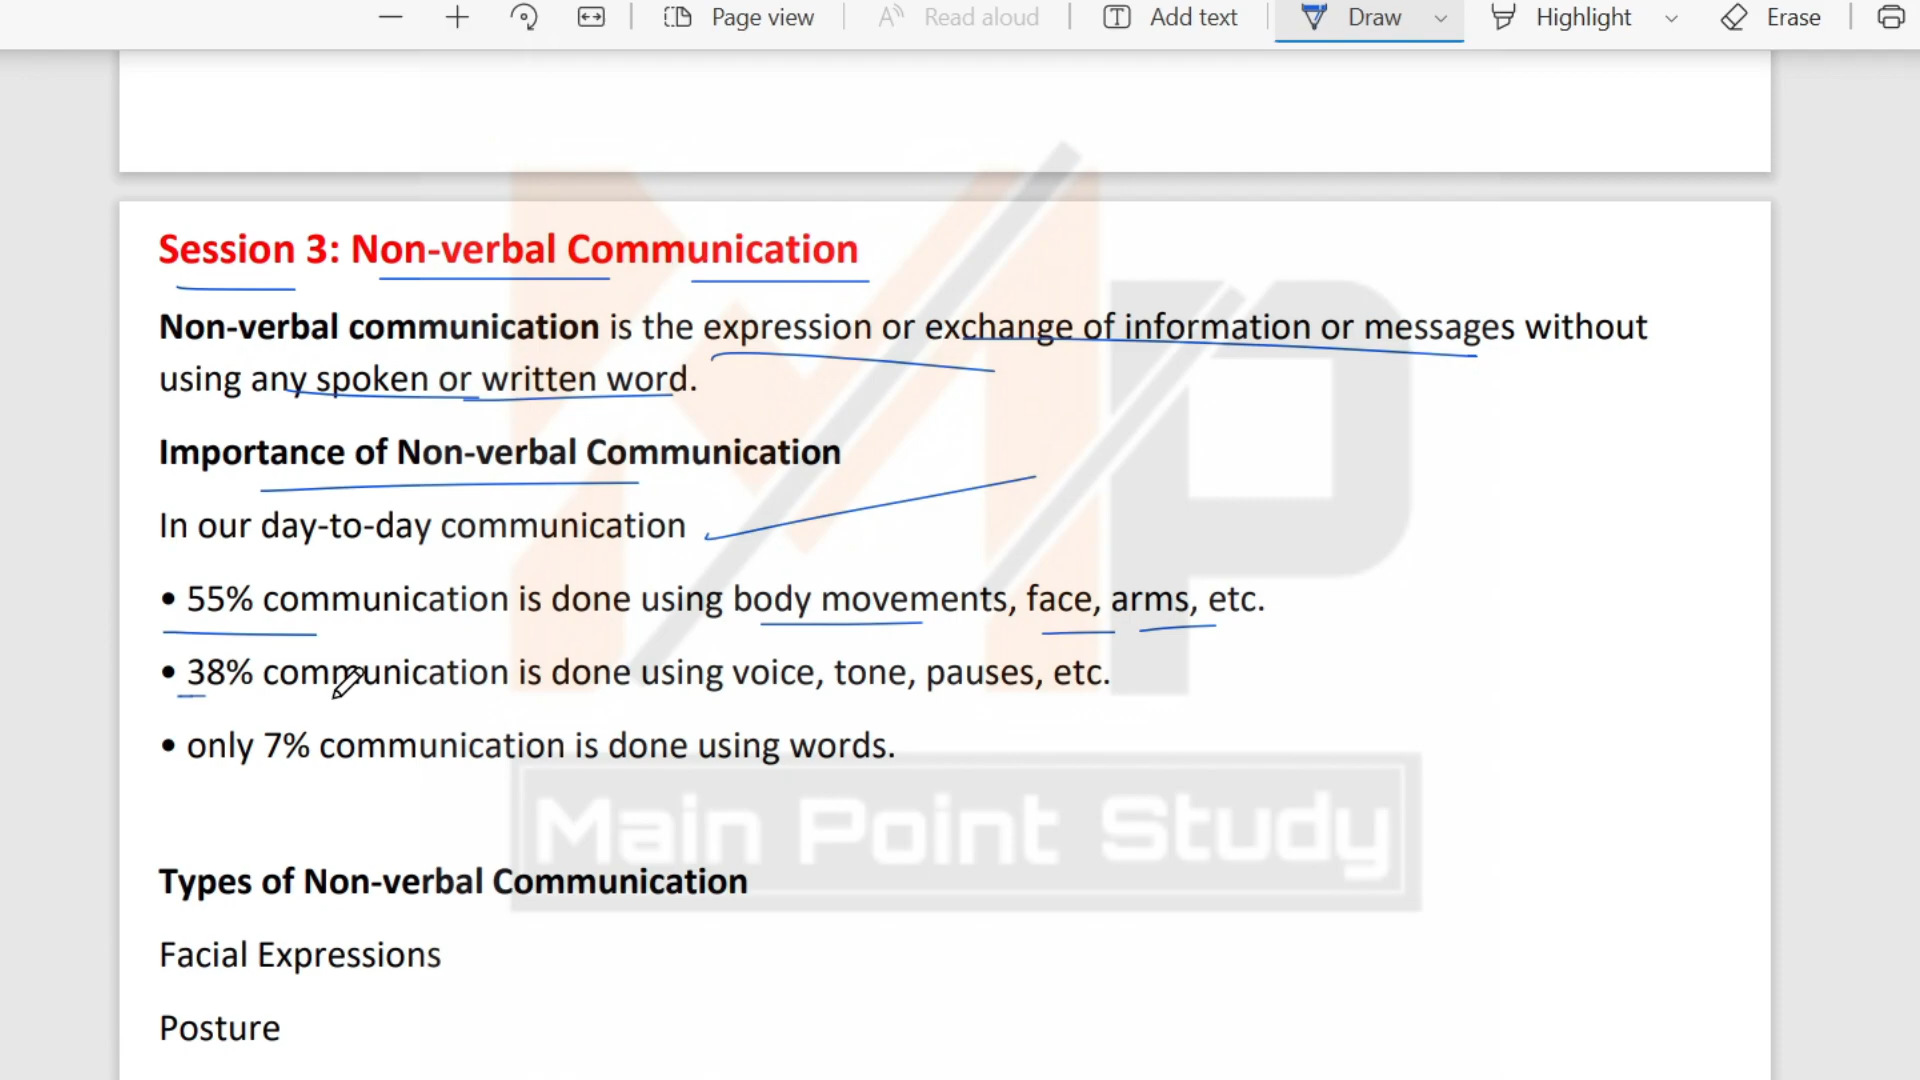 Page view
Read aloud
Add text
Draw
Highlight
Erase
Session 3: Non-verbal Communication
Non-verbal communication is the expression or exchange of information or messages without
using any spoken or written word.
Importance of Non-verbal Communication
In our day-to-day communication
• 55% communication is done using body movements, face, arms, etc.
• 38% communication is done using voice, tone, pauses, etc.
• only 7% communication is done using words.
Main Point Study
Types of Non-verbal Communication
Facial Expressions
Posture